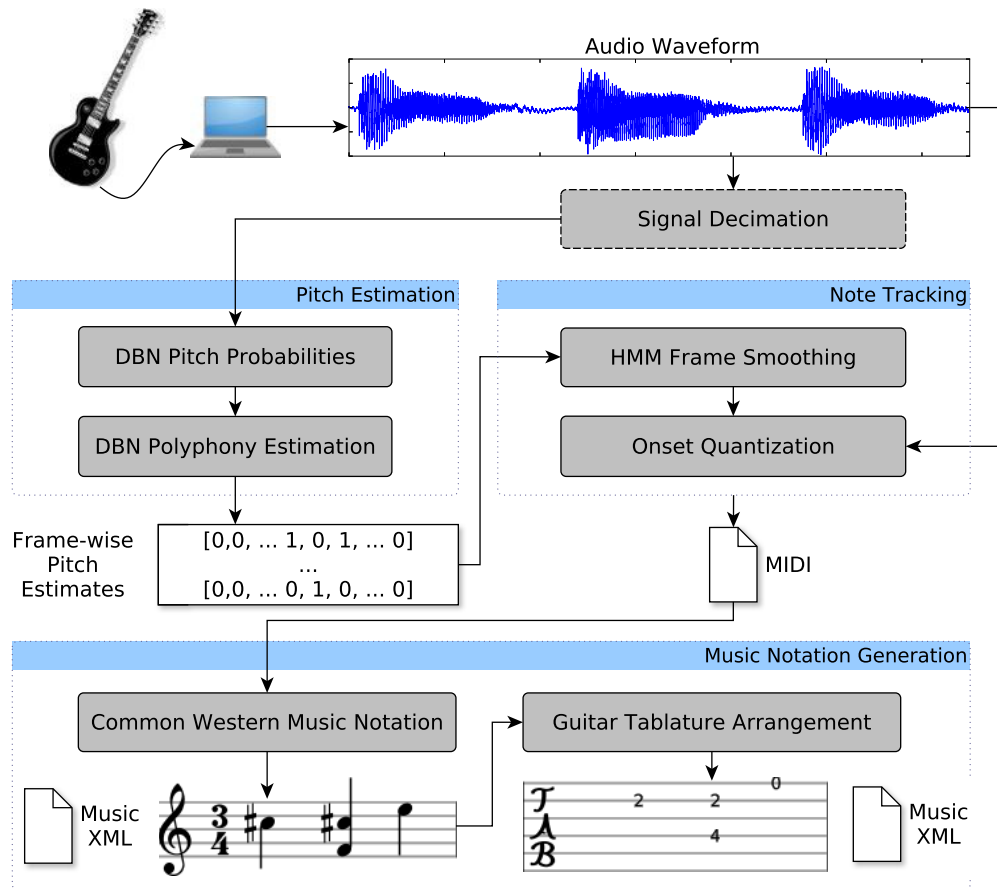 Audio Waveform
Signal Decimation
Pitch Estimation
DBN Pitch Probabilities
DBN Polyphony Estimation
Note Tracking
HMM Frame Smoothing
Onset Quantization
Frame-wise
Pitch
Estimates
[0,0, ... 1, 0, 1, ... 0]
...
[0,0, ... 0, 1, 0, ... 0]
MIDI
Music Notation Generation
Common Western Music Notation
Guitar Tablature Arrangement
Music
XML
3
4
T
A
B
2
2
4
0
Music
XML